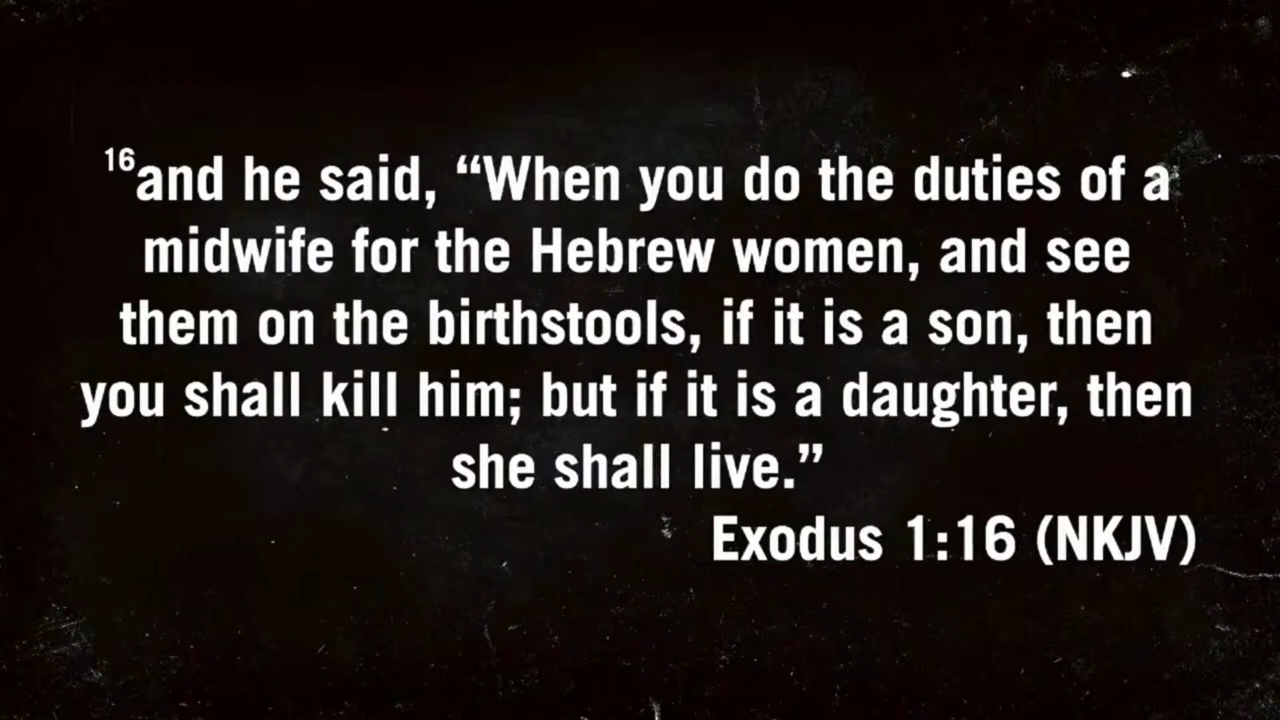 16and he said, “When you do the duties of a
midwife for the Hebrew women, and see
them on the birthstools, if it is a son, then
you shall kill him; but if it is a daughter, then
she shall live.”
Exodus 1:16 (NKJV)